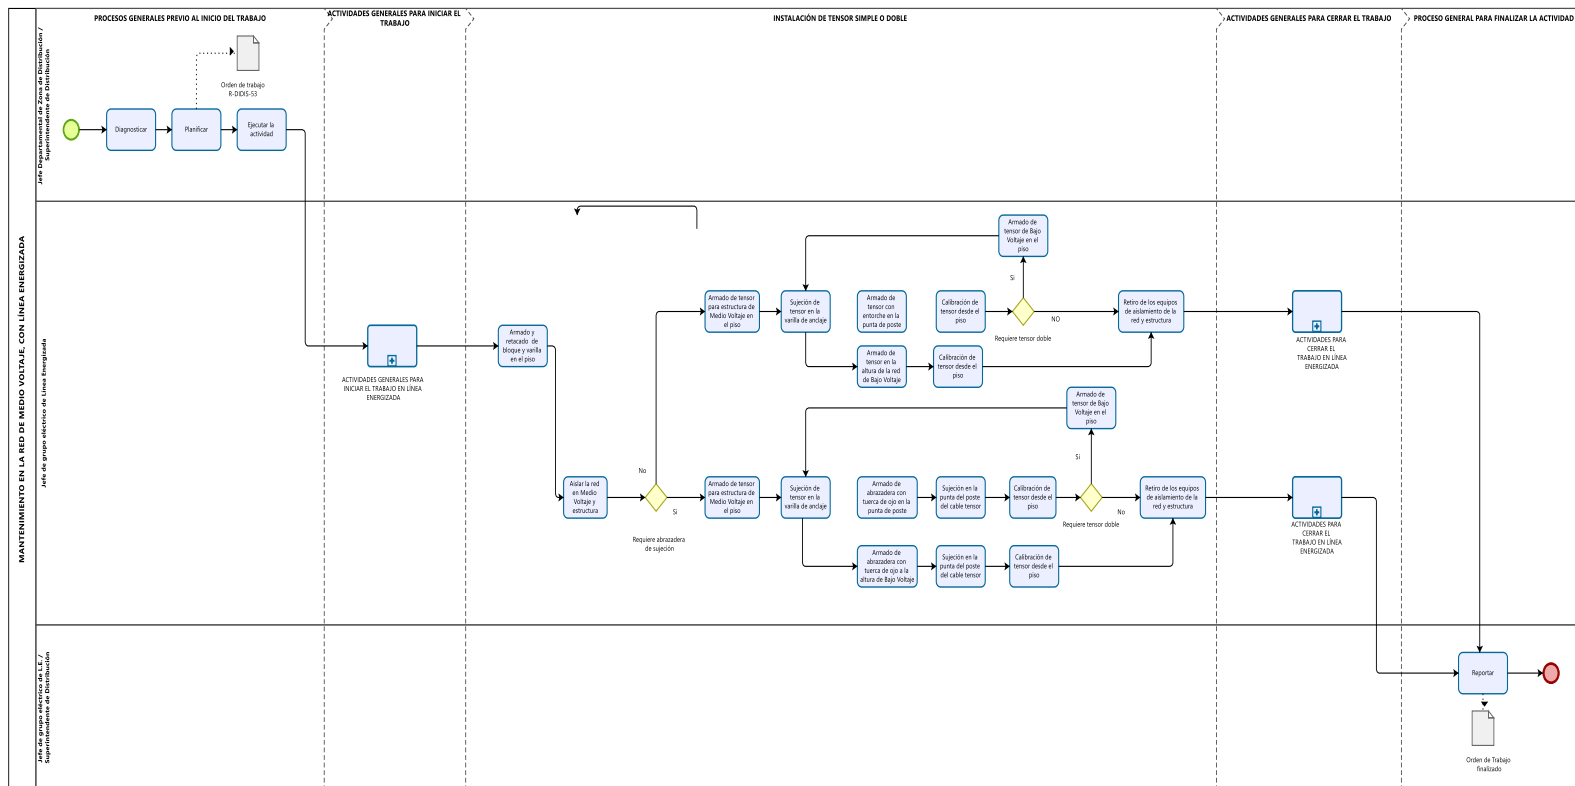 MANTENIMIENTO EN LA RED DE MEDIO VOLTAJE, CON LÍNEA ENERGIZADA
PROCESOS GENERALES PREVIO AL INICIO DEL TRABAJO
ACTIVIDADES GENERALES PARA INICIAR EL
TRABAJO
INSTALACIÓN DE TENSOR SIMPLE O DOBLE
ACTIVIDADES GENERALES PARA CERRAR EL TRABAJO
PROCESO GENERAL PARA FINALIZAR LA ACTIVIDAD
Jefe Departamental de Zona de Distribución /
Superintendente de Distribución
Orden de trabajo
R-DIDIS-53
Diagnosticar
Planificar
Ejecutar la
actividad
Jefe de grupo eléctrico de Línea Energizada
ACTIVIDADES GENERALES PARA
INICIAR EL TRABAJO EN LÍNEA
ENERGIZADA
Armado y
retacado de
bloque y varilla
en el piso
Aislar la red
en Medio
Voltaje y
estructura
No
Si
Requiere abrazadera
de sujeción
Armado de tensor
para estructura de
Medio Voltaje en
el piso
Sujeción de
tensor en la
varilla de anclaje
Armado de
tensor con
entorche en la
punta de poste
Calibración de
tensor desde el
piso
Armado de
tensor de Bajo
Voltaje en el
piso
Si
NO
Requiere tensor doble
Retiro de los equipos
de aislamiento de la
red y estructura
Armado de
tensor en la
altura de la red
de Bajo Voltaje
Calibración de
tensor desde el
piso
ACTIVIDADES PARA
CERRAR EL
TRABAJO EN LÍNEA
ENERGIZADA
Armado de
tensor de Bajo
Voltaje en el
piso
Si
Armado de tensor
para estructura de
Medio Voltaje en
el piso
Sujeción de
tensor en la
varilla de anclaje
Armado de
abrazadera con
tuerca de ojo en la
punta de poste
Sujeción en la
punta del poste
del cable tensor
Calibración de
tensor desde el
piso
No
Requiere tensor doble
Retiro de los equipos
de aislamiento de la
red y estructura
Armado de
abrazadera con
tuerca de ojo a la
altura de Bajo Voltaje
Sujeción en la
punta del poste
del cable tensor
Calibración de
tensor desde el
piso
ACTIVIDADES PARA
CERRAR EL
TRABAJO EN LÍNEA
ENERGIZADA
Jefe de grupo eléctrico de L.E. /
Superintendente de Distribución
Reportar
Orden de Trabajo
finalizado